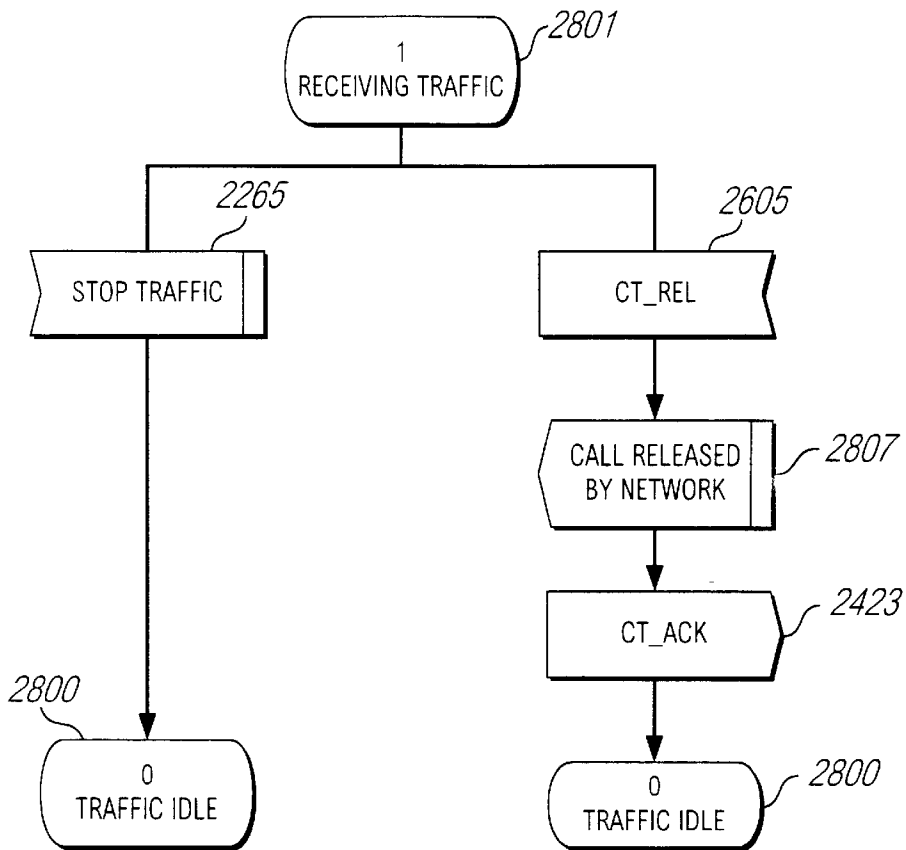 2801
1
RECEIVING TRAFFIC
2265
STOP TRAFFIC
2605
CT_REL
CALL RELEASED
BY NETWORK
2807
CT_ACK
2423
2800
0
TRAFFIC IDLE
0
TRAFFIC IDLE
2800